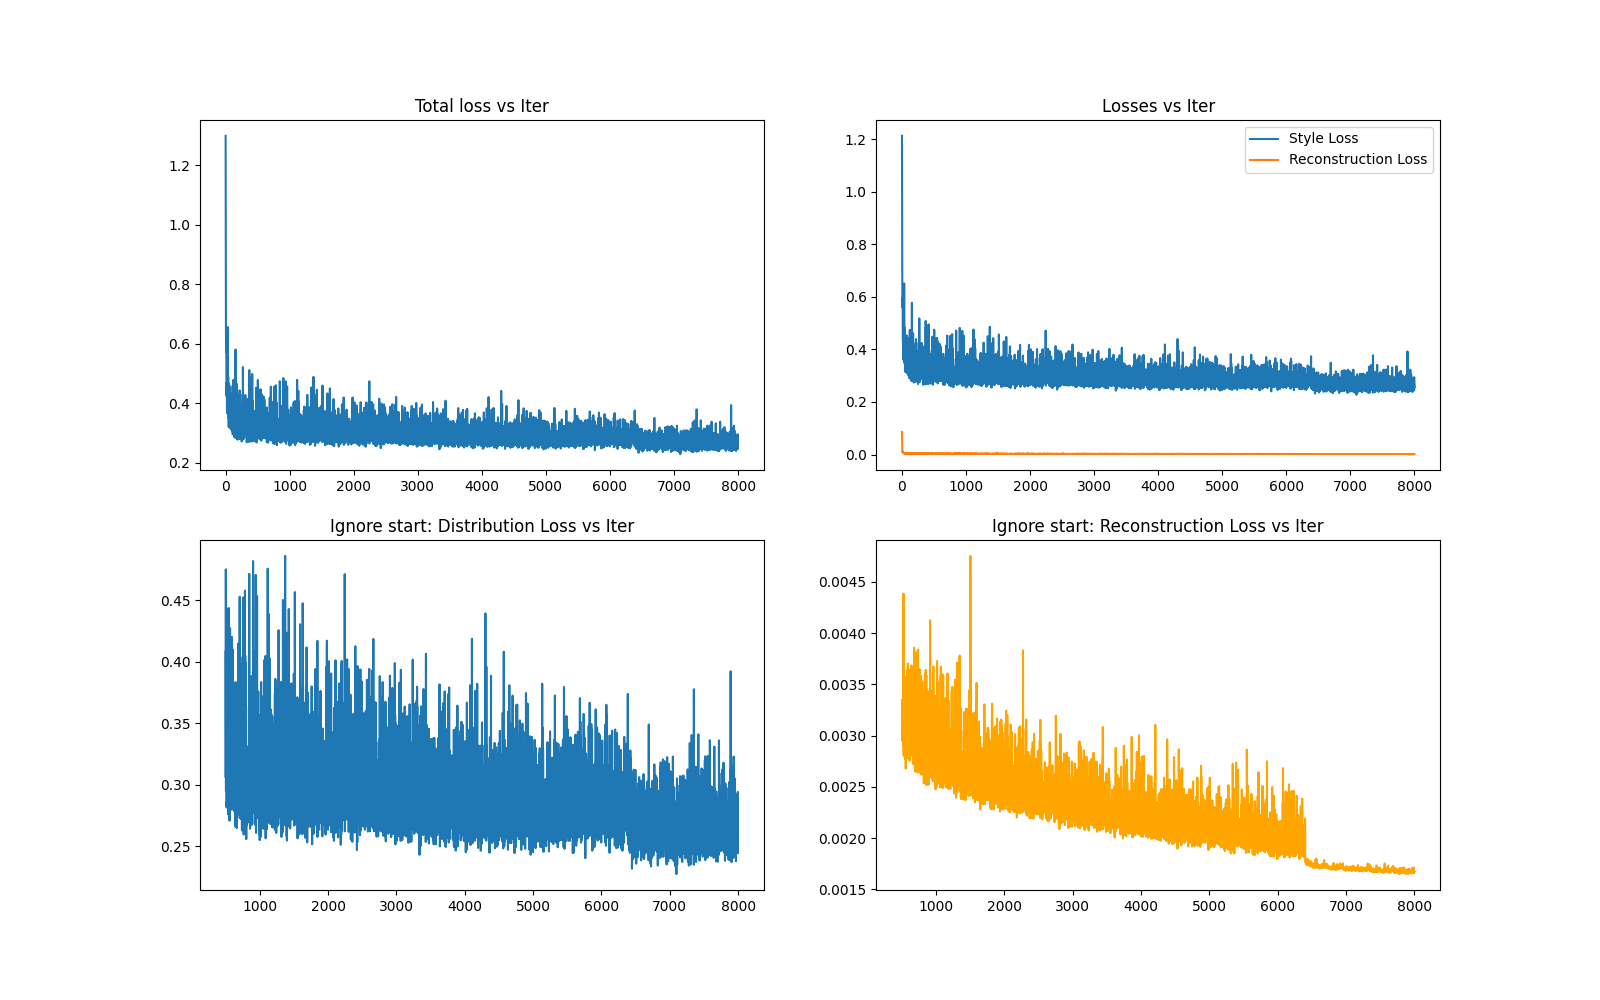 Total loss vs Iter
1.2
1.0
0.8
0.6
0.4
0.2
0 1000 2000 3000 4000 5000 6000 7000 8000
Losses vs Iter
Style Loss
Reconstruction Loss
1.2
1.0
0.8
0.6
0.4
0.2
0.0
0 1000 2000 3000 4000 5000 6000 7000 8000
Ignore start: Distribution Loss vs Iter
0.45
0.40
0.35
0.30
0.25
1000 2000 3000 4000 5000 6000 7000 8000
Ignore start: Reconstruction Loss vs Iter
0.0045
0.0040
0.0035
0.0030
0.0025
0.0020
0.0015
1000 2000 3000 4000 5000 6000 7000 8000